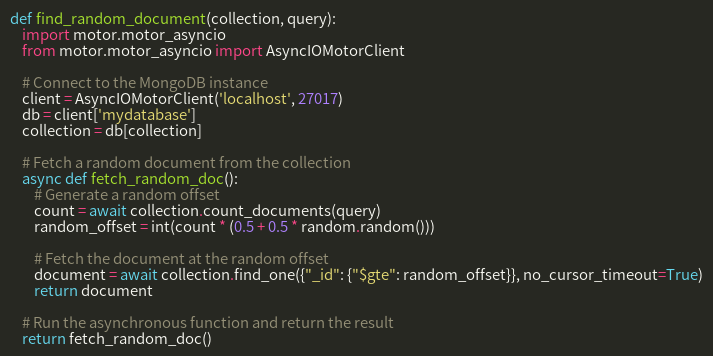 def find_random_document(collection, query):
    import motor.motor_asyncio
    from motor.motor_asyncio import AsyncIOMotorClient

    # Connect to the MongoDB instance
    client = AsyncIOMotorClient('localhost', 27017)
    db = client['mydatabase']
    collection = db[collection]

    # Fetch a random document from the collection
    async def fetch_random_doc():
        # Generate a random offset
        count = await collection.count_documents(query)
        random_offset = int(count * (0.5 + 0.5 * random.random()))

        # Fetch the document at the random offset
        document = await collection.find_one({"_id": {"$gte": random_offset}}, no_cursor_timeout=True)
        return document

    # Run the asynchronous function and return the result
    return fetch_random_doc()